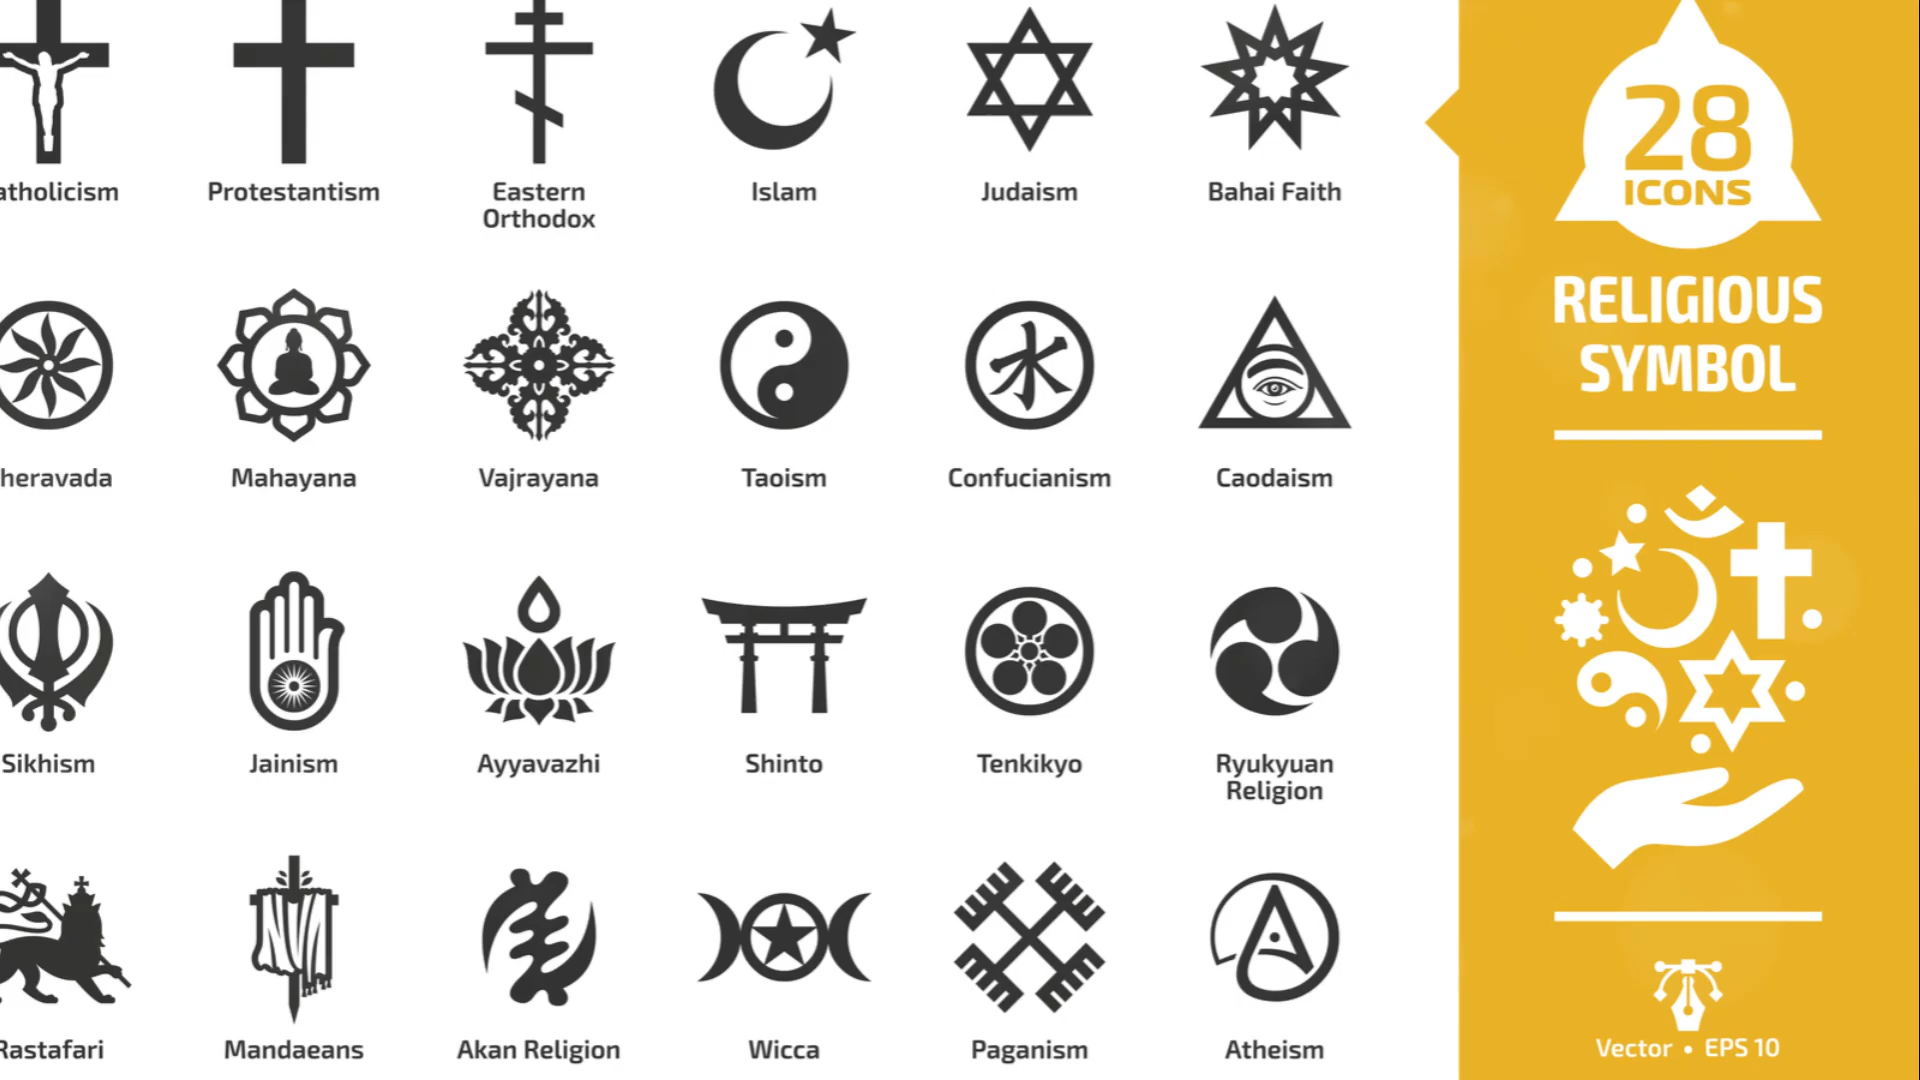 atholicism
Protestantism
Eastern
Orthodox
Islam
Judaism
Bahai Faith
heravada
Mahayana
Vajrayana
Taoism
水
Confucianism
Caodaism
Sikhism
Jainism
Ayyavazhi
Shinto
Tenkikyo
Ryukyuan
Religion
Rastafari
Mandaeans
Akan Religion
Wicca
Paganism
Atheism
28
ICONS
RELIGIOUS
SYMBOL
Vector • EPS 10